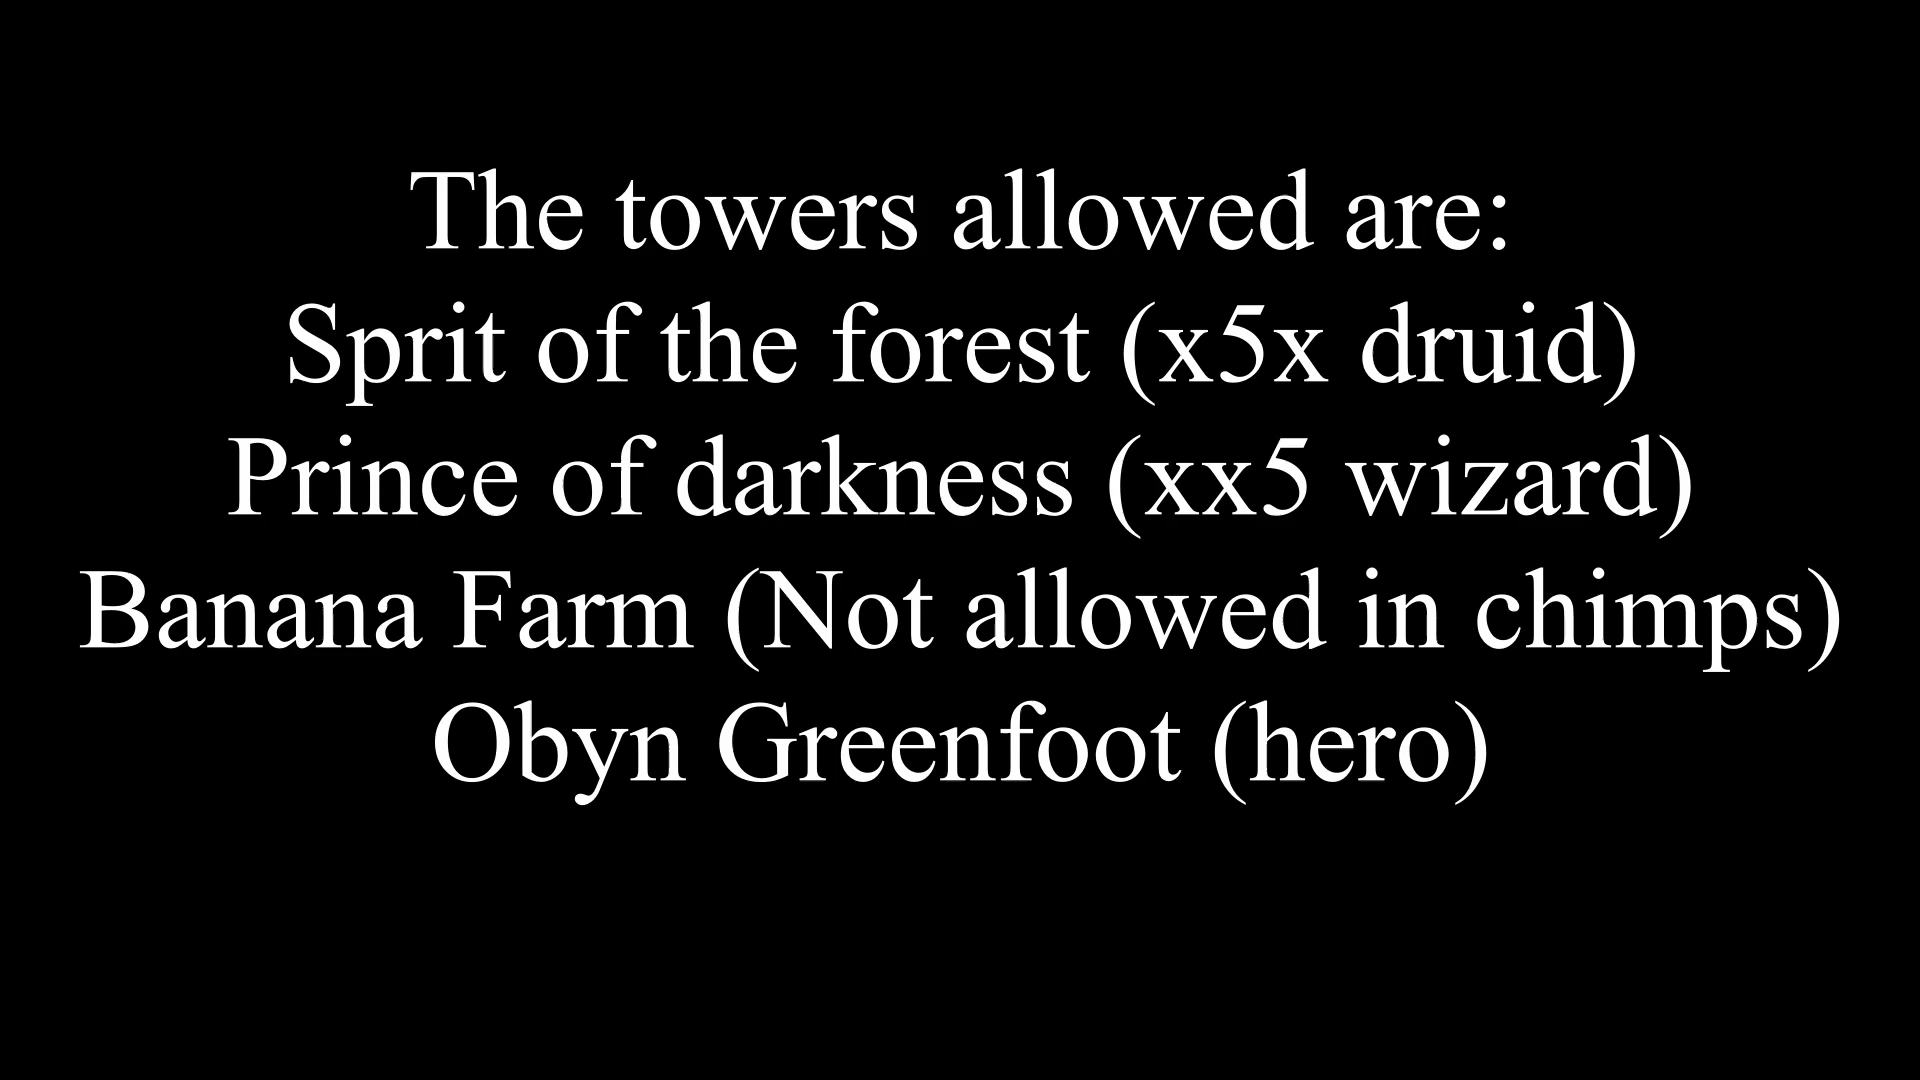 The towers allowed are:
Sprit of the forest (x5x druid)
Prince of darkness (xx5 wizard)
Banana Farm (Not allowed in chimps)
Obyn Greenfoot (hero)